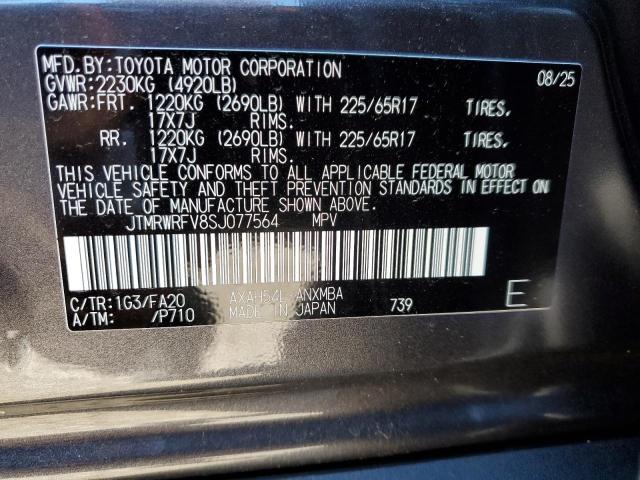 MFD.BY:TOYOTA MOTOR CORPORATION 08/25
GVWR:2230KG (4920LB)
GAWR:FRT. 1220KG (2690LB) WITH 225/65R17 TIRES.
17X7J RIMS.
RR. 1220KG (2690LB) WITH 225/65R17 TIRES.
17X7J RIMS.
THIS VEHICLE CONFORMS TO ALL APPLICABLE FEDERAL MOTOR
VEHICLE SAFETY AND THEFT PREVENTION STANDARDS IN EFFECT
ON THE DATE OF MANUFACTURE SHOWN ABOVE.
JTMRWRFV8SJ077564 MPV
C/TR:1G3/FA20 AXAH54L-ANXMBA
A/TM: /P710 MADE IN JAPAN 739 E